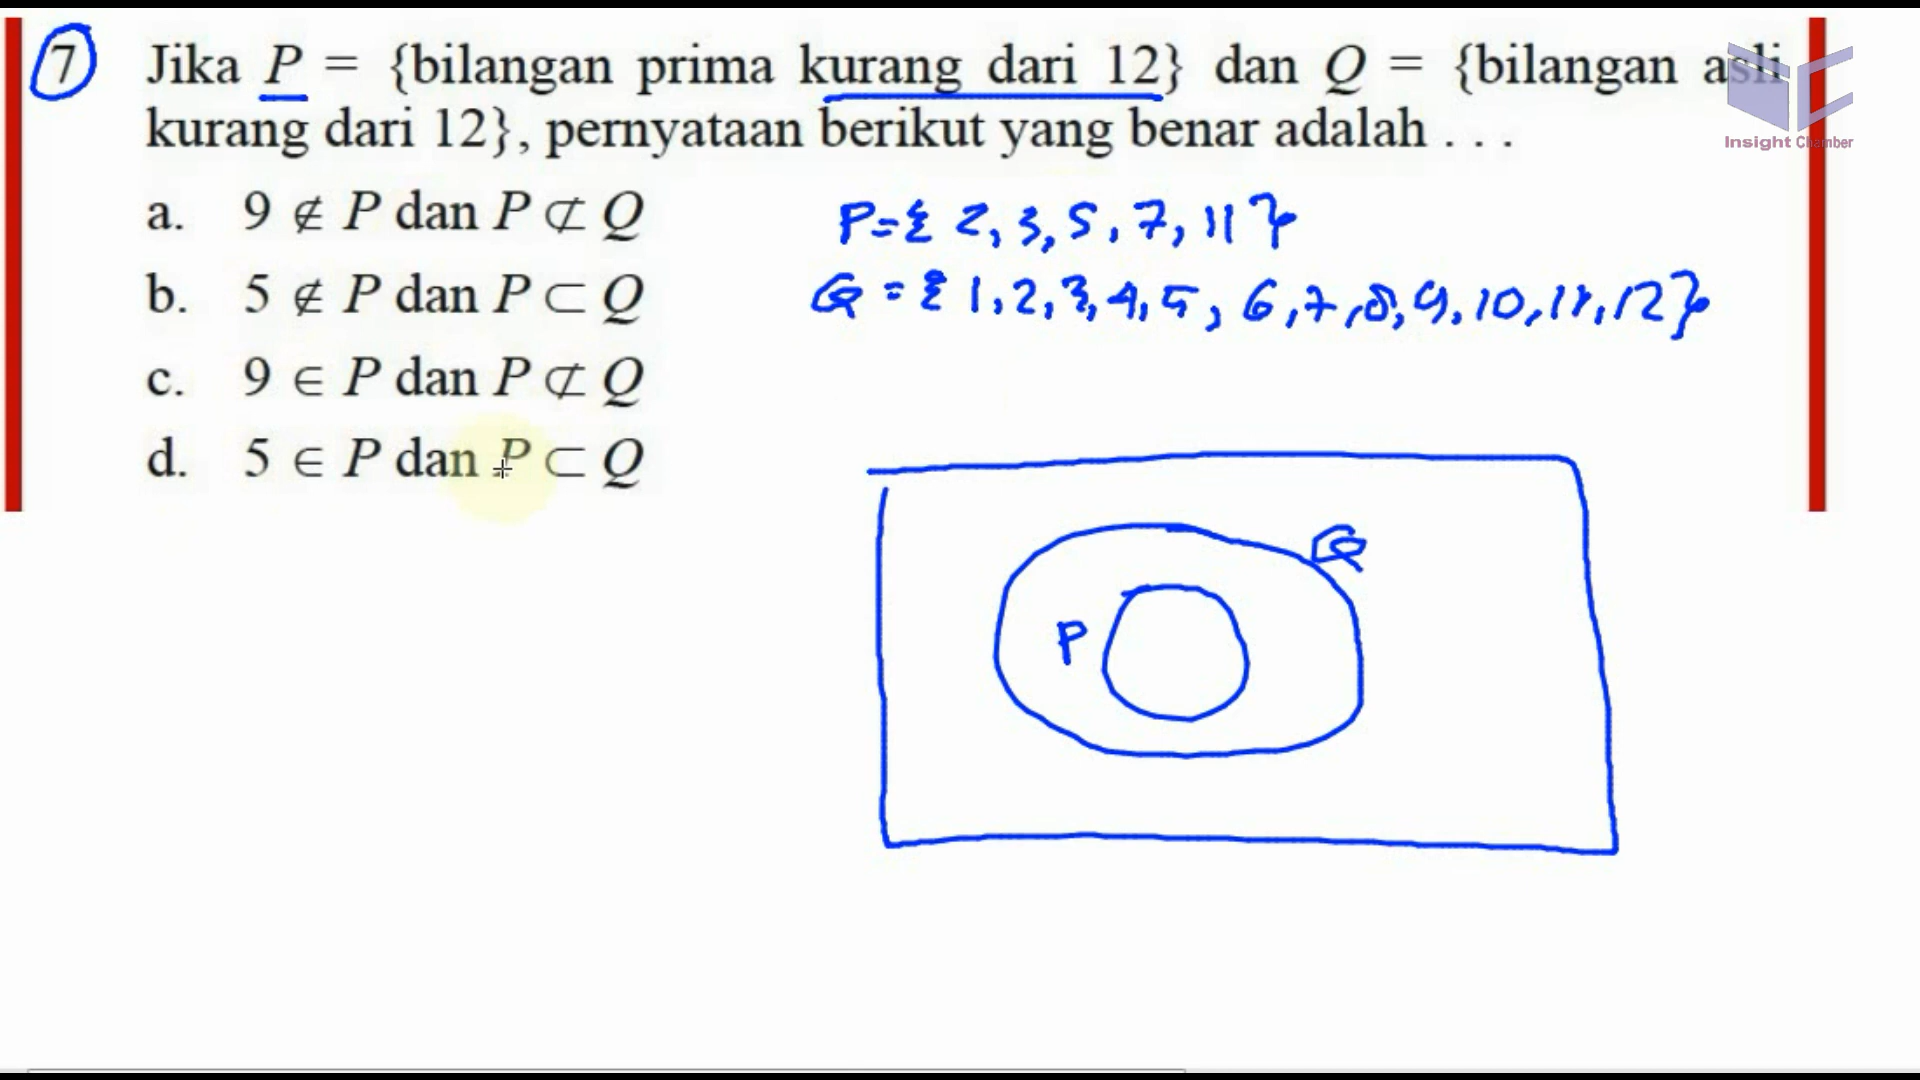 7 Jika P = {bilangan prima kurang dari 12} dan Q = {bilangan asli
kurang dari 12}, pernyataan berikut yang benar adalah . . .
a. 9 ∉ P dan P ⊄ Q
b. 5 ∉ P dan P ⊂ Q
c. 9 ∈ P dan P ⊄ Q
d. 5 ∈ P dan P ⊂ Q
P = { 2, 3, 5, 7, 11 }
Q = { 1, 2, 3, 4, 5, 6, 7, 8, 9, 10, 11, 12 }
Q
P
Insight Chamber